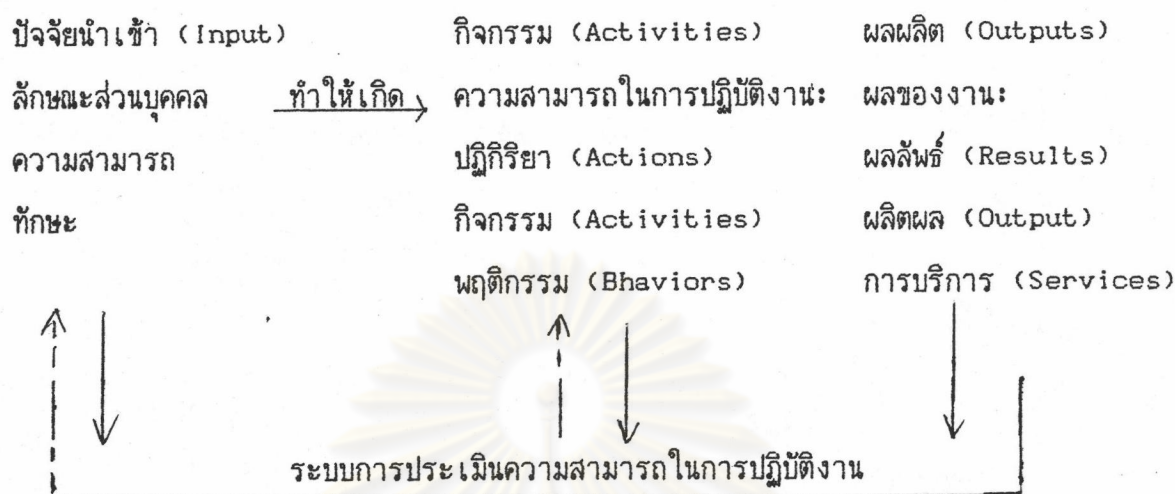 ปัจจัยนำเข้า (Input) กิจกรรม (Activities) ผลผลิต (Outputs)
ลักษณะส่วนบุคคล ทำให้เกิด ความสามารถในการปฏิบัติงาน: ผลของงาน:
ความสามารถ ปฏิกิริยา (Actions) ผลลัพธ์ (Results)
ทักษะ กิจกรรม (Activities) ผลิตผล (Output)
พฤติกรรม (Bhaviors) การบริการ (Services)
ระบบการประเมินความสามารถในการปฏิบัติงาน